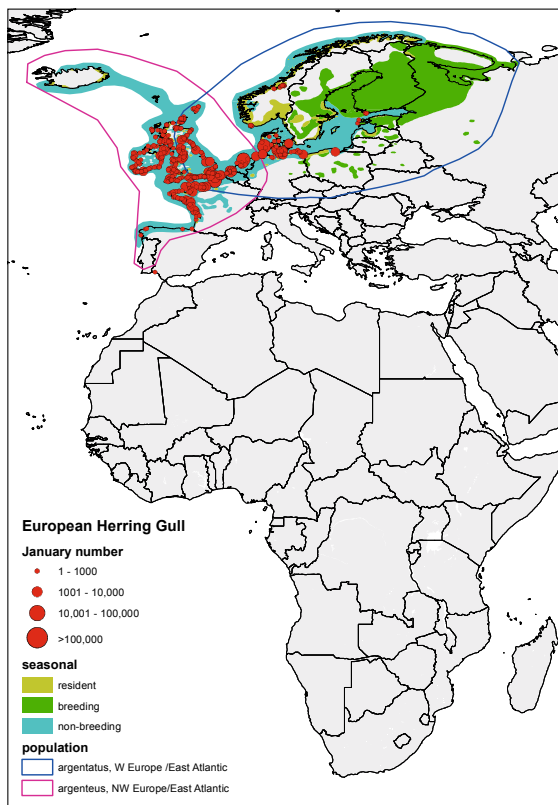 European Herring Gull
January number
1 - 1000
1001 - 10,000
10,001 - 100,000
>100,000
seasonal
resident
breeding
non-breeding
population
argentatus, W Europe /East Atlantic
argenteus, NW Europe/East Atlantic